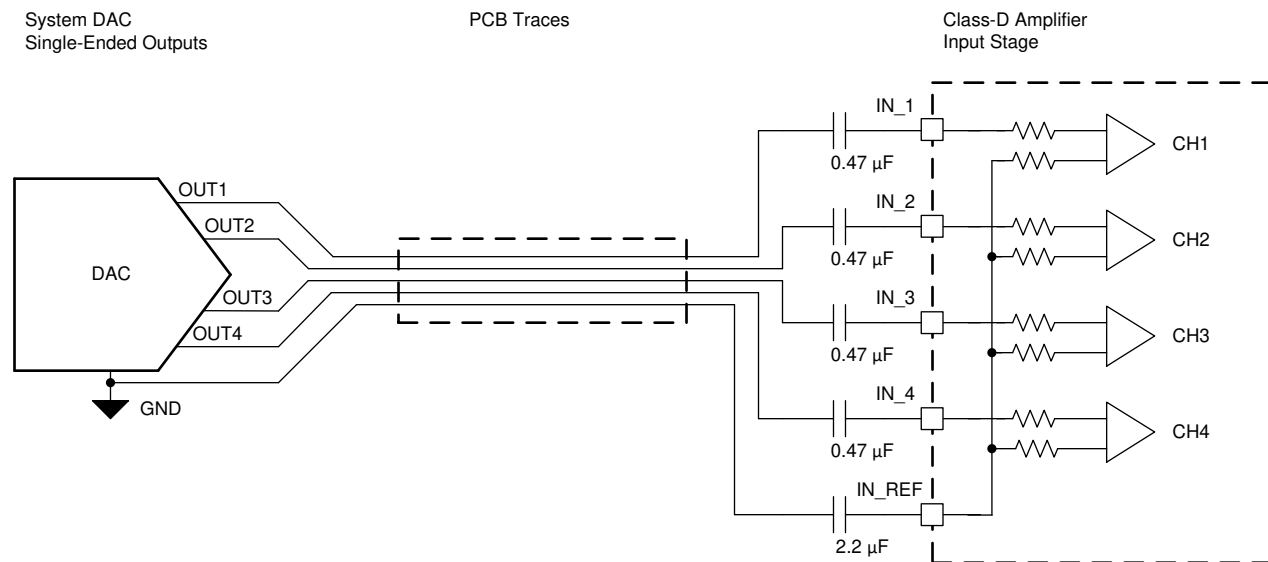 System DAC
Single-Ended Outputs
PCB Traces
Class-D Amplifier
Input Stage
IN_1
0.47 µF
CH1
OUT1
OUT2
IN_2
0.47 µF
CH2
DAC
OUT3
OUT4
IN_3
0.47 µF
CH3
GND
IN_4
0.47 µF
CH4
IN_REF
2.2 µF